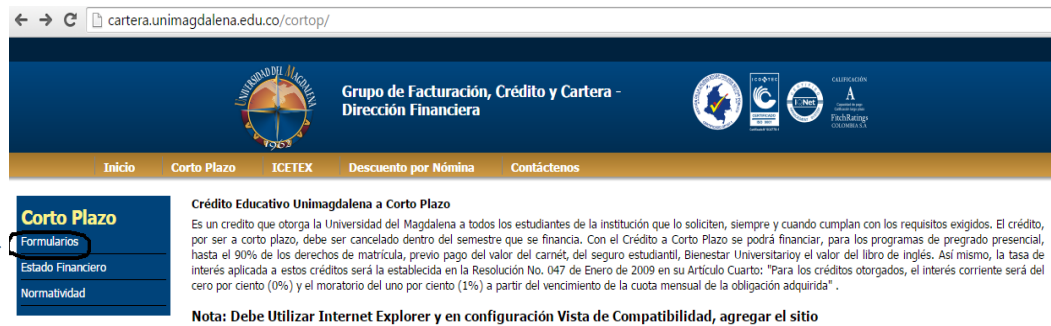 cartera.unimagdalena.edu.co/cortop/
UNIVERSIDAD DEL MAGDALENA
1962
Grupo de Facturación, Crédito y Cartera -
Dirección Financiera
icontec
CERTIFICADO
IQNet
CALIFICACIÓN
A
FitchRatings
COLOMBIA S.A
Inicio Corto Plazo ICETEX Descuento por Nómina Contáctenos
Corto Plazo
Formularios
Estado Financiero
Normatividad
Crédito Educativo Unimagdalena a Corto Plazo
Es un credito que otorga la Universidad del Magdalena a todos los estudiantes de la institución que lo soliciten, siempre y cuando cumplan con los requisitos exigidos. El crédito,
por ser a corto plazo, debe ser cancelado dentro del semestre que se financia. Con el Crédito a Corto Plazo se podrá financiar, para los programas de pregrado presencial,
hasta el 90% de los derechos de matrícula, previo pago del valor del carnét, del seguro estudiantil, Bienestar Universitarioy el valor del libro de inglés. Así mismo, la tasa de
interés aplicada a estos créditos será la establecida en la Resolución No. 047 de Enero de 2009 en su Artículo Cuarto: "Para los créditos otorgados, el interés corriente será del
cero por ciento (0%) y el moratorio del uno por ciento (1%) a partir del vencimiento de la cuota mensual de la obligación adquirida" .
Nota: Debe Utilizar Internet Explorer y en configuración Vista de Compatibilidad, agregar el sitio